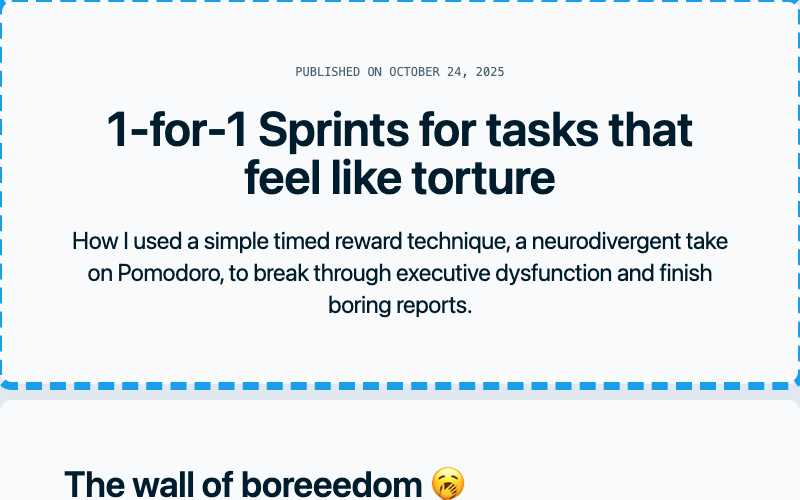 PUBLISHED ON OCTOBER 24, 2025
1-for-1 Sprints for tasks that
feel like torture
How I used a simple timed reward technique, a neurodivergent take
on Pomodoro, to break through executive dysfunction and finish
boring reports.
The wall of boreeedom 🥱